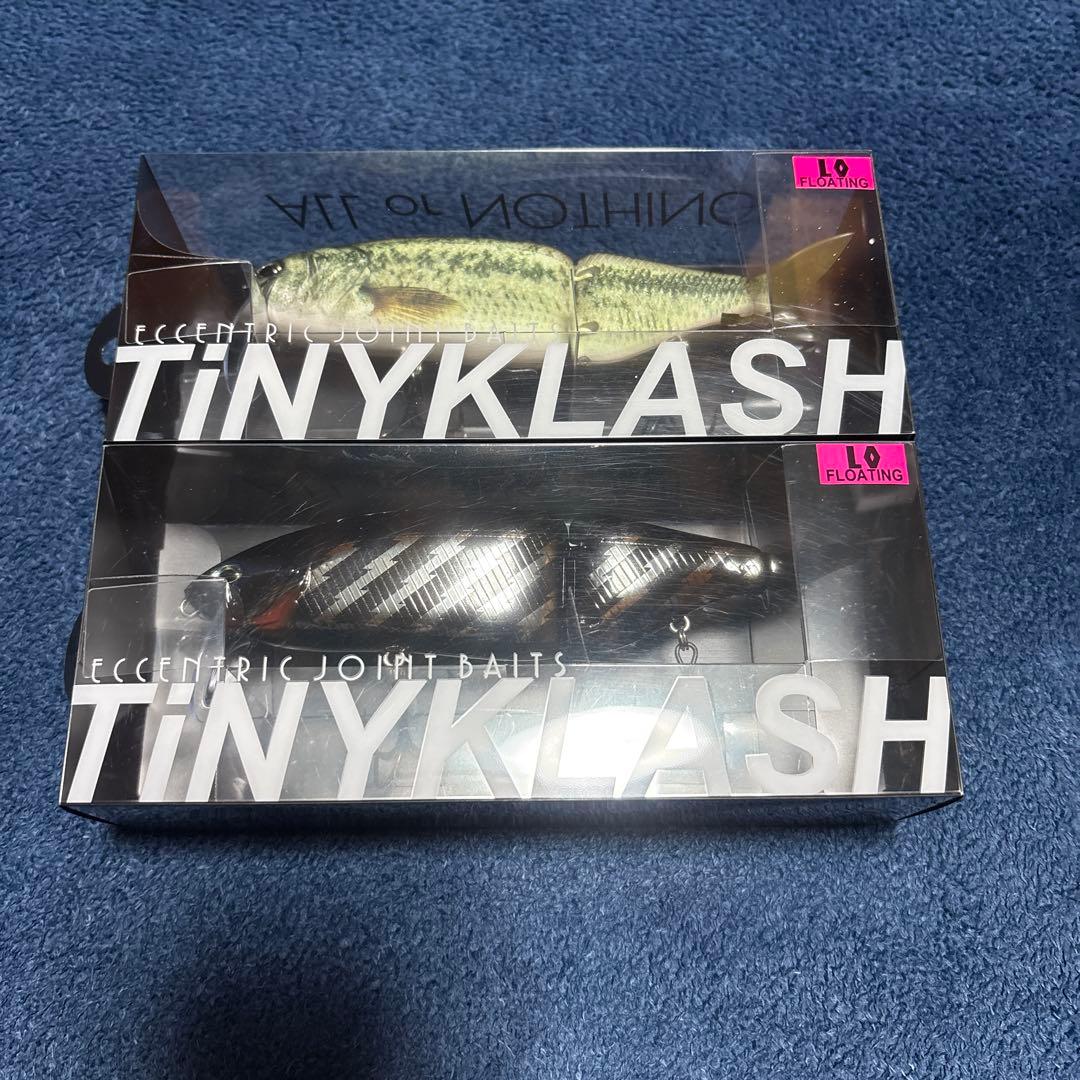 LO
FLOATING
ALL or NOTHING
ECCENTRIC JOINT BAITS
TiNYKLASH
LO
FLOATING
ECCENTRIC JOINT BAITS
TiNYKLASH